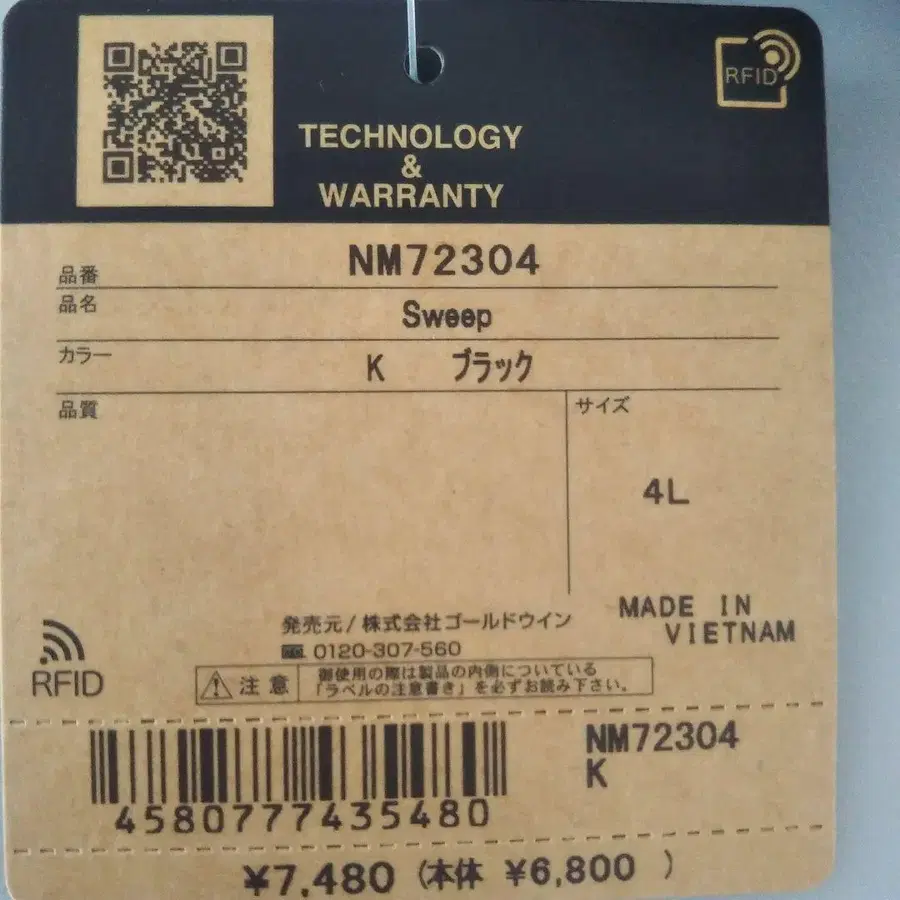 RFID
TECHNOLOGY
&
WARRANTY
品番 NM72304
品名 Sweep
カラー K ブラック
品質
サイズ
4L
MADE IN
VIETNAM
発売元/株式会社ゴールドウイン
0120-307-560
RFID
注意
御使用の際は製品の内側についている
「ラベルの注意書き」を必ずお読み下さい。
NM72304
K
4580777435480
¥7,480 (本体 ¥6,800 )